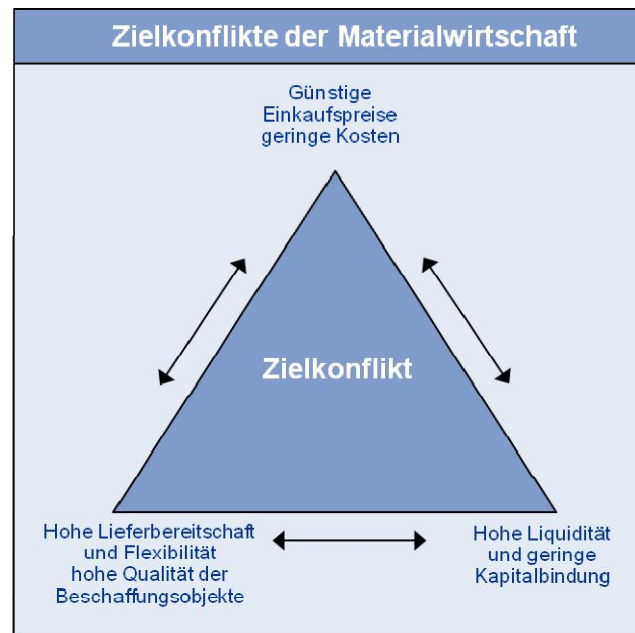 Zielkonflikte der Materialwirtschaft
Günstige
Einkaufspreise
geringe Kosten
Zielkonflikt
Hohe Lieferbereitschaft
und Flexibilität
hohe Qualität der
Beschaffungsobjekte
Hohe Liquidität
und geringe
Kapitalbindung